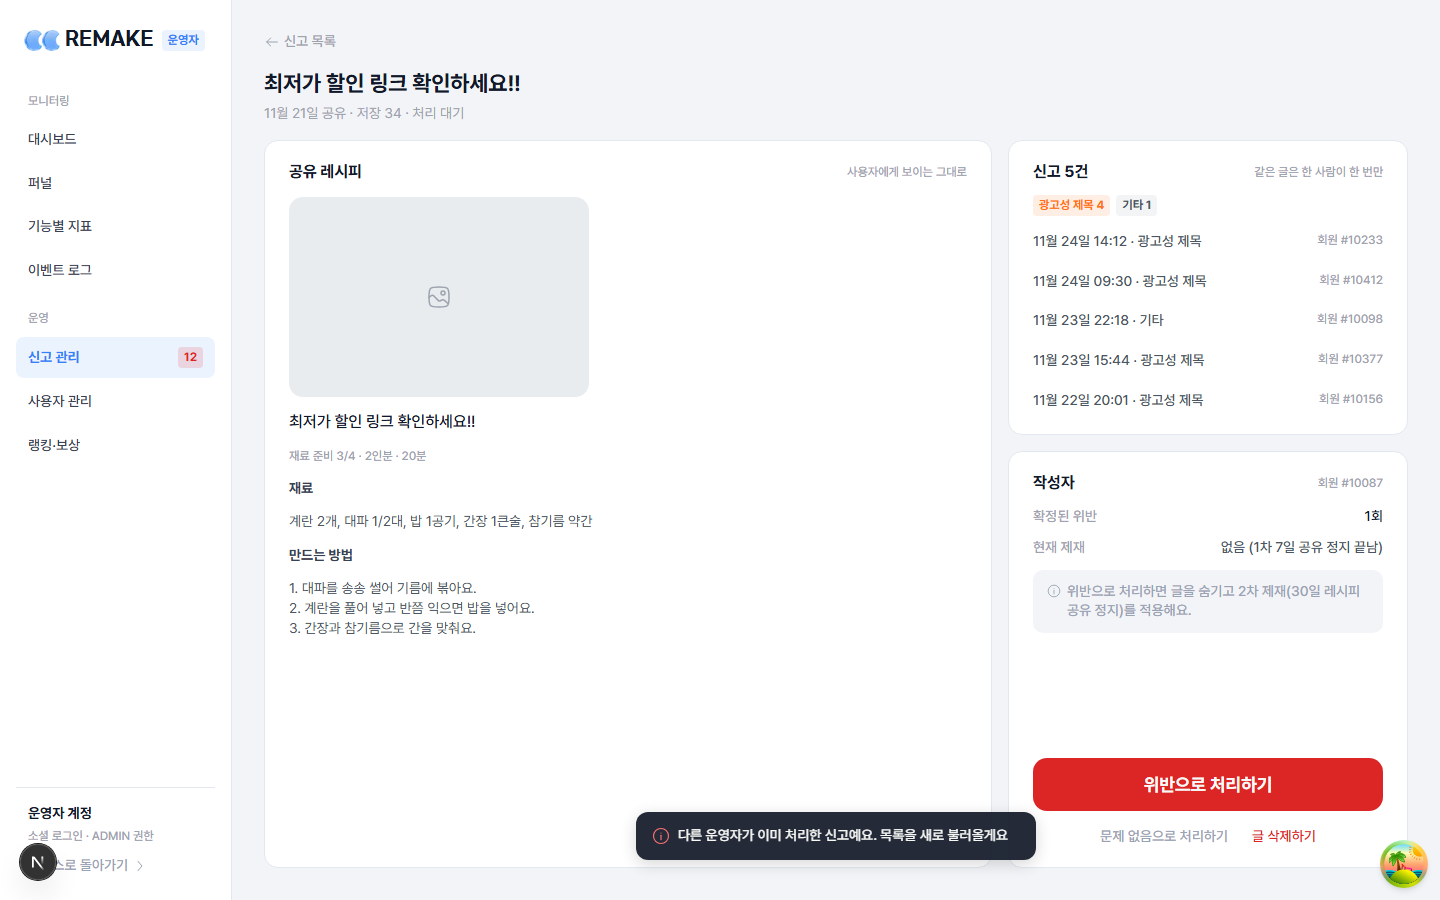 REMAKE 운영자
모니터링
대시보드
퍼널
기능별 지표
이벤트 로그
운영
신고 관리 12
사용자 관리
랭킹·보상
운영자 계정
소셜 로그인 · ADMIN 권한
스로 돌아가기
N
← 신고 목록
최저가 할인 링크 확인하세요!!
11월 21일 공유 · 저장 34 · 처리 대기
공유 레시피 사용자에게 보이는 그대로
최저가 할인 링크 확인하세요!!
재료 준비 3/4 · 2인분 · 20분
재료
계란 2개, 대파 1/2대, 밥 1공기, 간장 1큰술, 참기름 약간
만드는 방법
1. 대파를 송송 썰어 기름에 볶아요.
2. 계란을 풀어 넣고 반쯤 익으면 밥을 넣어요.
3. 간장과 참기름으로 간을 맞춰요.
신고 5건 같은 글은 한 사람이 한 번만
광고성 제목 4 기타 1
11월 24일 14:12 · 광고성 제목 회원 #10233
11월 24일 09:30 · 광고성 제목 회원 #10412
11월 23일 22:18 · 기타 회원 #10098
11월 23일 15:44 · 광고성 제목 회원 #10377
11월 22일 20:01 · 광고성 제목 회원 #10156
작성자 회원 #10087
확정된 위반 1회
현재 제재 없음 (1차 7일 공유 정지 끝남)
위반으로 처리하면 글을 숨기고 2차 제재(30일 레시피
공유 정지)를 적용해요.
위반으로 처리하기
문제 없음으로 처리하기 글 삭제하기
다른 운영자가 이미 처리한 신고예요. 목록을 새로 불러올게요